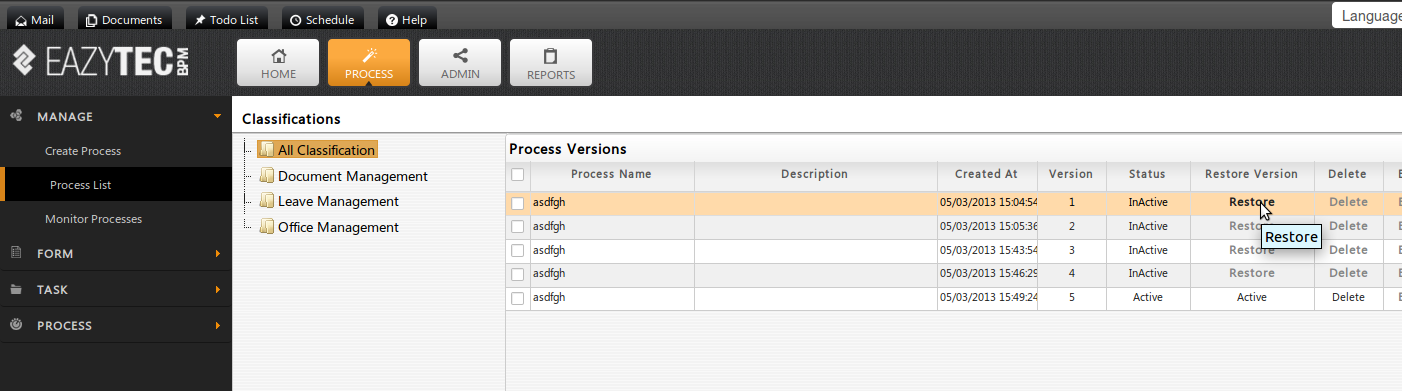 Mail Documents Todo List Schedule Help Language
EAZYTEC BPM
HOME PROCESS ADMIN REPORTS
MANAGE
Create Process
Process List
Monitor Processes
FORM
TASK
PROCESS
Classifications
All Classification
Document Management
Leave Management
Office Management
Process Versions
Process Name Description Created At Version Status Restore Version Delete E
asdfgh 05/03/2013 15:04:54 1 InActive Restore Delete E
asdfgh 05/03/2013 15:05:36 2 InActive Restore Delete E
asdfgh 05/03/2013 15:43:54 3 InActive Restore Delete E
asdfgh 05/03/2013 15:46:29 4 InActive Restore Delete E
asdfgh 05/03/2013 15:49:24 5 Active Active Delete E
Restore